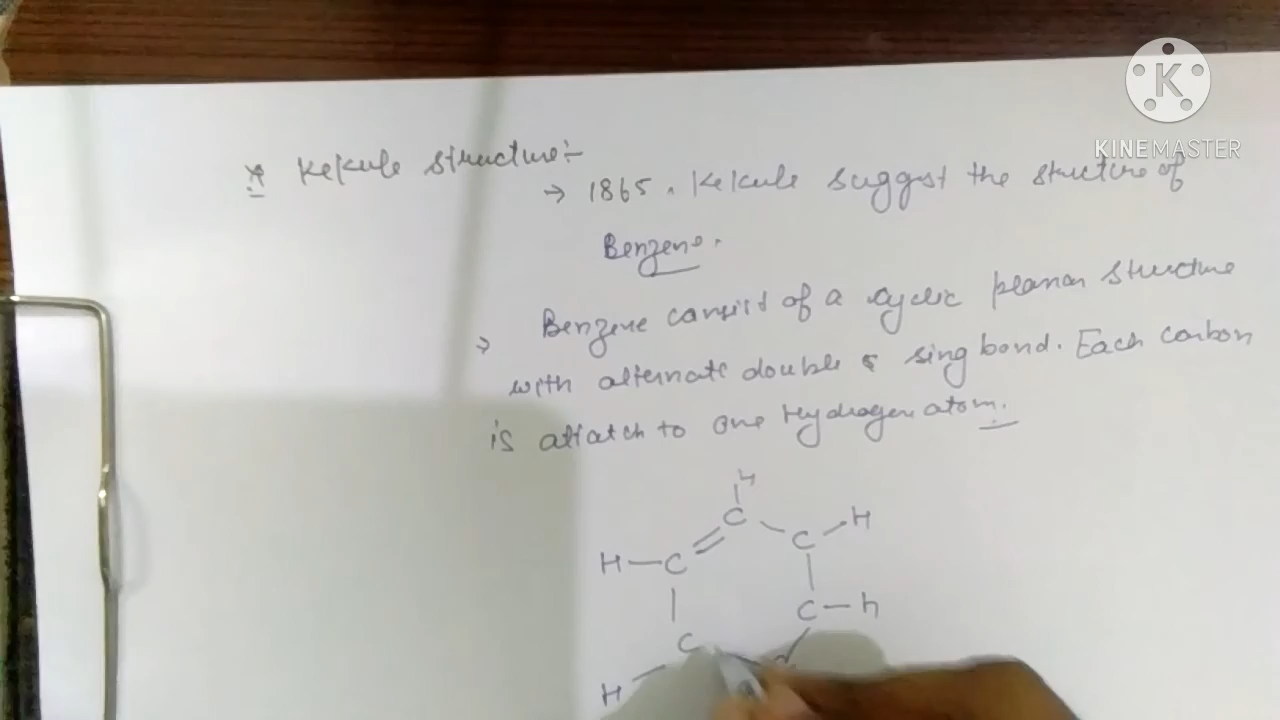 K
KINEMASTER
* Kekule structure:-
→ 1865. Kekule suggest the structure of
Benzene.
→ Benzene consist of a cyclic planar structure
with alternate double & sing bond. Each carbon
is attatch to one Hydrogen atom.
H
C C H
H C
C h
C
H